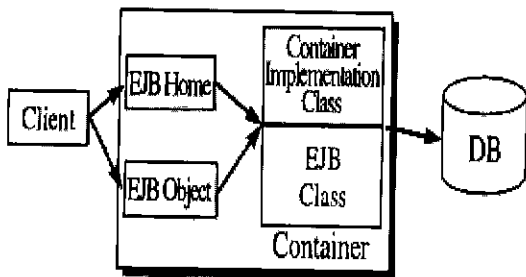 Client
EJB Home
EJB Object
Container
Implementation
Class
EJB
Class
Container
DB